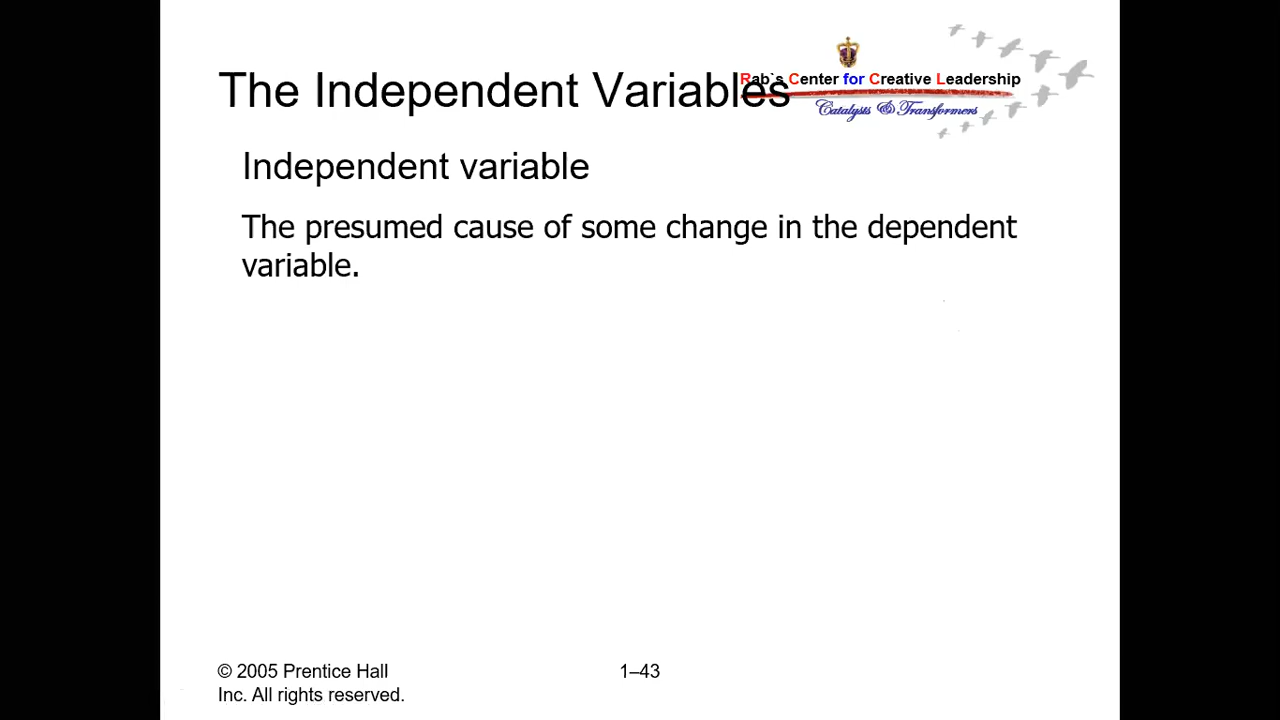 The Independent Variables
Rab`s Center for Creative Leadership
Catalysts & Transformers
Independent variable
The presumed cause of some change in the dependent
variable.
© 2005 Prentice Hall
Inc. All rights reserved.
1–43